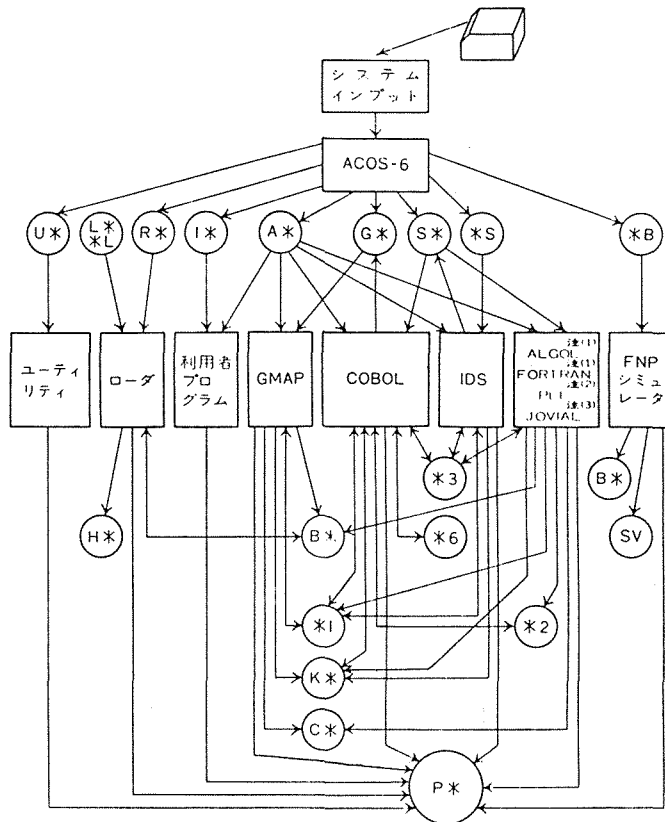 システム
インプット
ACOS-6
U*
L*
*L
R*
I*
A*
G*
S*
*S
*B
ユーティ
リティ
ローダ
利用者
プロ
グラム
GMAP
COBOL
IDS
注(1)
ALGOL
注(1)
FORTRAN
注(2)
PL1
注(3)
JOVIAL
FNP
シミュ
レータ
*3
B*
H*
B*
*6
SV
*1
*2
K*
C*
P*